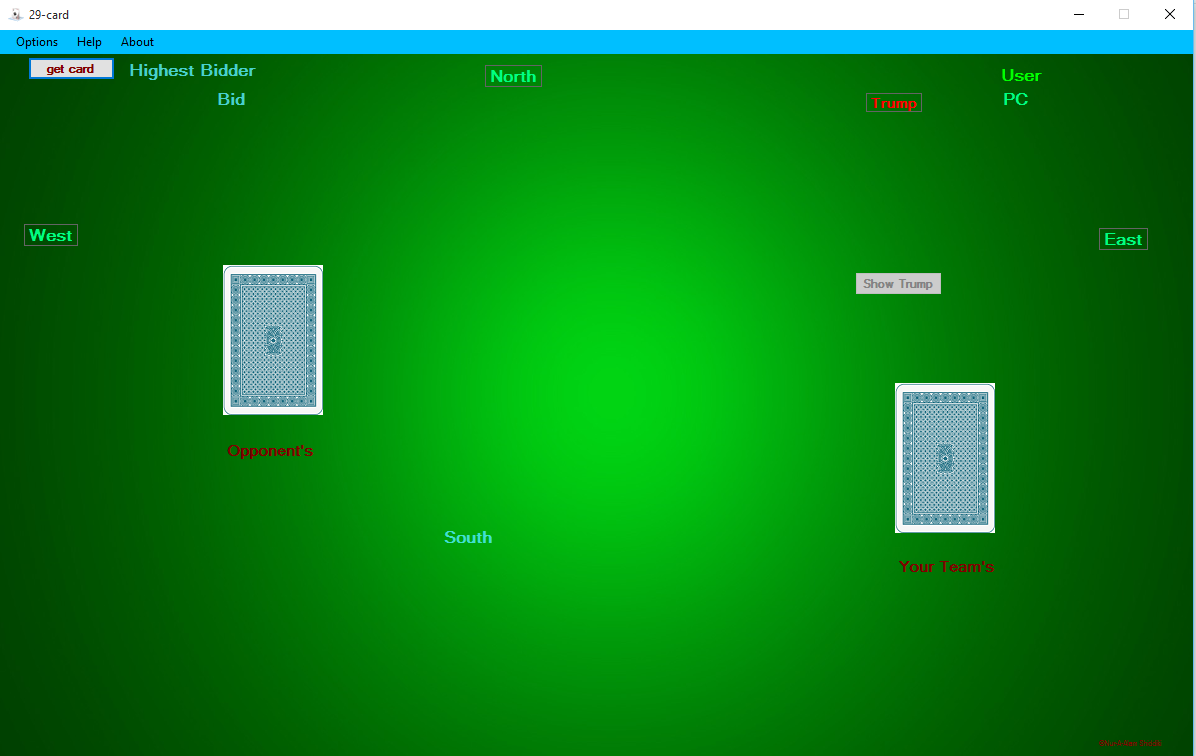 29-card
Options Help About
get card
Highest Bidder
Bid
North
Trump
User
PC
West
East
Show Trump
Opponent's
South
Your Team's